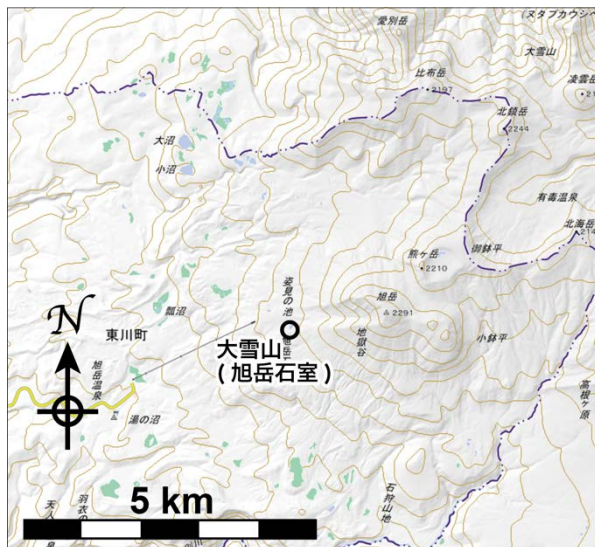 愛別岳
(ヌタプカウシペ
大雪山
比布岳
2197
凌雲岳
北鎮岳
2244
大沼
小沼
有毒温泉
北海岳
御鉢平
熊ヶ岳
2210
姿見の池
旭岳
2291
瓢沼
N
東川町
地獄谷
小鉢平
大雪山
(旭岳石室)
旭岳温泉
高根ヶ原
湯の沼
石狩山地
5 km